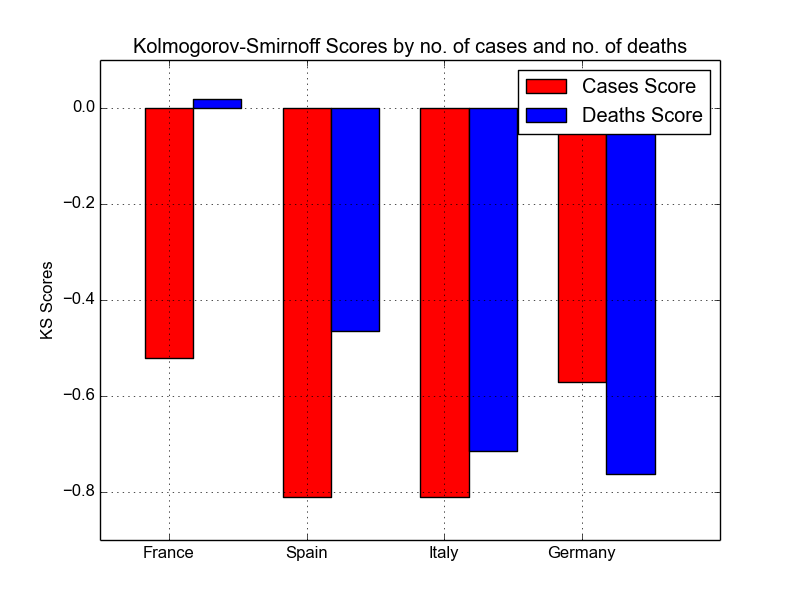 Kolmogorov-Smirnoff Scores by no. of cases and no. of deaths
Cases Score
Deaths Score
0.0
−0.2
−0.4
−0.6
−0.8
KS Scores
France
Spain
Italy
Germany